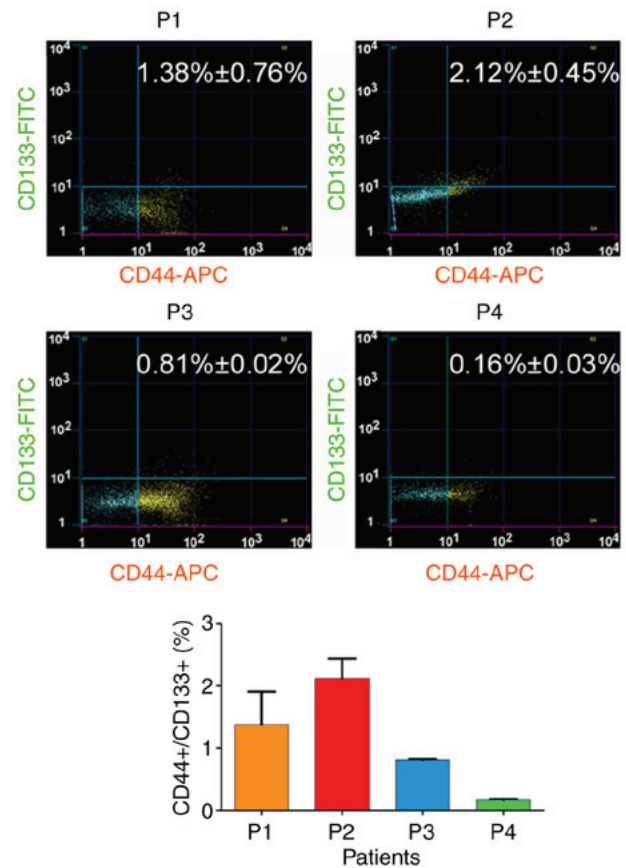 P1
P2
10⁴
1.38%±0.76%
10³
10²
10¹
1
1 10¹ 10² 10³ 10⁴
CD133-FITC
CD44-APC
10⁴
2.12%±0.45%
10³
10²
10¹
1
1 10¹ 10² 10³ 10⁴
CD133-FITC
CD44-APC
P3
P4
10⁴
0.81%±0.02%
10³
10²
10¹
1
1 10¹ 10² 10³ 10⁴
CD133-FITC
CD44-APC
10⁴
0.16%±0.03%
10³
10²
10¹
1
1 10¹ 10² 10³ 10⁴
CD133-FITC
CD44-APC
CD44+/CD133+ (%)
3
2
1
0
P1 P2 P3 P4
Patients